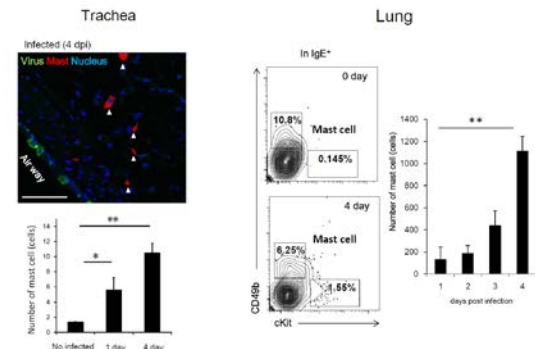 Trachea
Infected (4 dpi)
Virus Mast Nucleus
Air way
Number of mast cell (cells)
14
12
10
8
6
4
2
0
*
**
No infected 1 day 4 day
Lung
In IgE+
0 day
10.8%
Mast cell
0.145%
4 day
6.25%
Mast cell
1.55%
CD49b
cKit
Number of mast cell (cells)
1400
1200
1000
800
600
400
200
0
**
1 2 3 4
days post infection